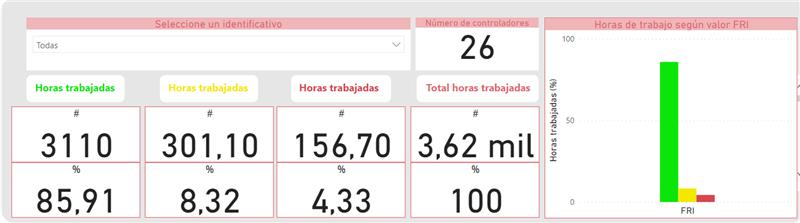 Seleccione un identificativo
Todas
Número de controladores
26
Horas trabajadas
Horas trabajadas
Horas trabajadas
Total horas trabajadas
#
#
#
#
3110
301,10
156,70
3,62 mil
%
%
%
%
85,91
8,32
4,33
100
Horas de trabajo según valor FRI
Horas trabajadas (%)
100
50
0
FRI